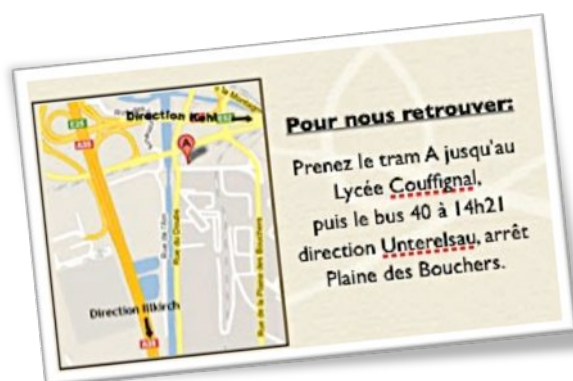 Direction Kehl
E25
A35
A
Rue du Doubs
Rue de la Plaine des Bouchers
Direction Illkirch
A35
Pour nous retrouver:
Prenez le tram A jusqu'au
Lycée Couffignal,
puis le bus 40 à 14h21
direction Unterelsau, arrêt
Plaine des Bouchers.